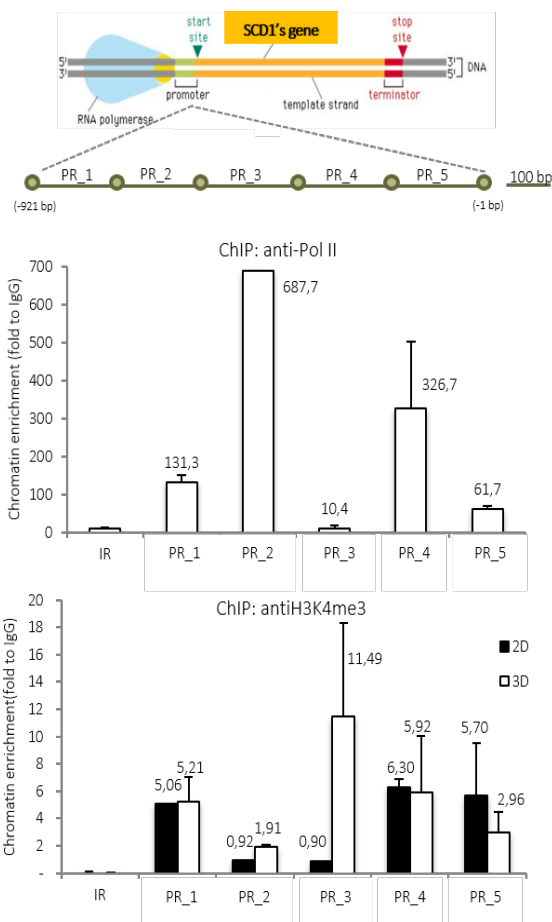 start site
stop site
SCD1's gene
5' 3'
3' 5'
DNA
RNA polymerase
promoter
template strand
terminator
PR_1 PR_2 PR_3 PR_4 PR_5
100 bp
(-921 bp)
(-1 bp)
ChIP: anti-Pol II
Chromatin enrichment (fold to IgG)
700
600
500
400
300
200
100
0
131,3
687,7
10,4
326,7
61,7
IR PR_1 PR_2 PR_3 PR_4 PR_5
ChIP: antiH3K4me3
Chromatin enrichment(fold to IgG)
20
18
16
14
12
10
8
6
4
2
-
2D
3D
5,06
5,21
0,92
1,91
0,90
11,49
6,30
5,92
5,70
2,96
IR PR_1 PR_2 PR_3 PR_4 PR_5